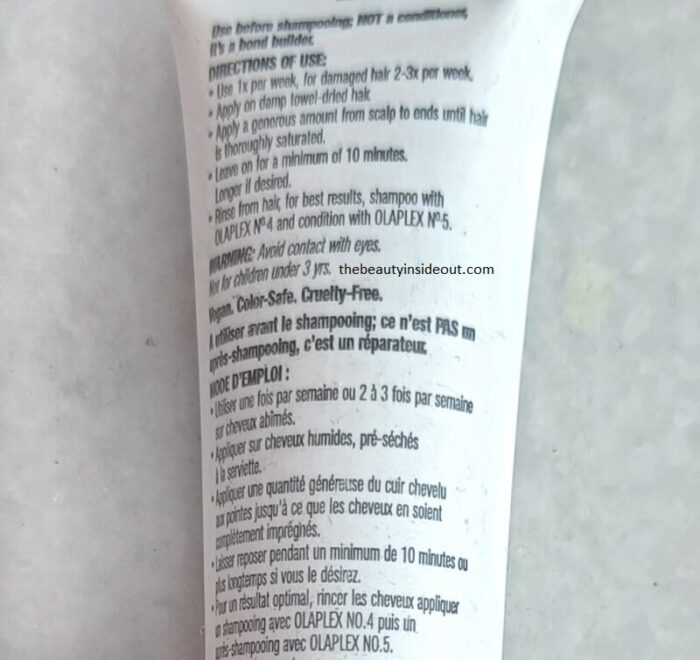 Use before shampooing; NOT a conditioner,
it's a bond builder.
DIRECTIONS OF USE:
• Use 1x per week, for damaged hair 2-3x per week.
• Apply on damp towel-dried hair.
• Apply a generous amount from scalp to ends until hair
is thoroughly saturated.
• Leave on for a minimum of 10 minutes.
Longer if desired.
• Rinse from hair, for best results, shampoo with
OLAPLEX Nº4 and condition with OLAPLEX Nº5.
WARNING: Avoid contact with eyes.
Not for children under 3 yrs. thebeautyinsideout.com
Vegan. Color-Safe. Cruelty-Free.
A utiliser avant le shampooing; ce n'est PAS un
après-shampooing, c'est un réparateur.
MODE D'EMPLOI :
• Utiliser une fois par semaine ou 2 à 3 fois par semaine
sur cheveux abîmés.
• Appliquer sur cheveux humides, pré-séchés
à la serviette.
• Appliquer une quantité généreuse du cuir chevelu
aux pointes jusqu'à ce que les cheveux en soient
complètement imprégnés.
• Laisser reposer pendant un minimum de 10 minutes ou
plus longtemps si vous le désirez.
• Pour un résultat optimal, rincer les cheveux appliquer
un shampooing avec OLAPLEX NO.4 puis un
après-shampooing avec OLAPLEX NO.5.